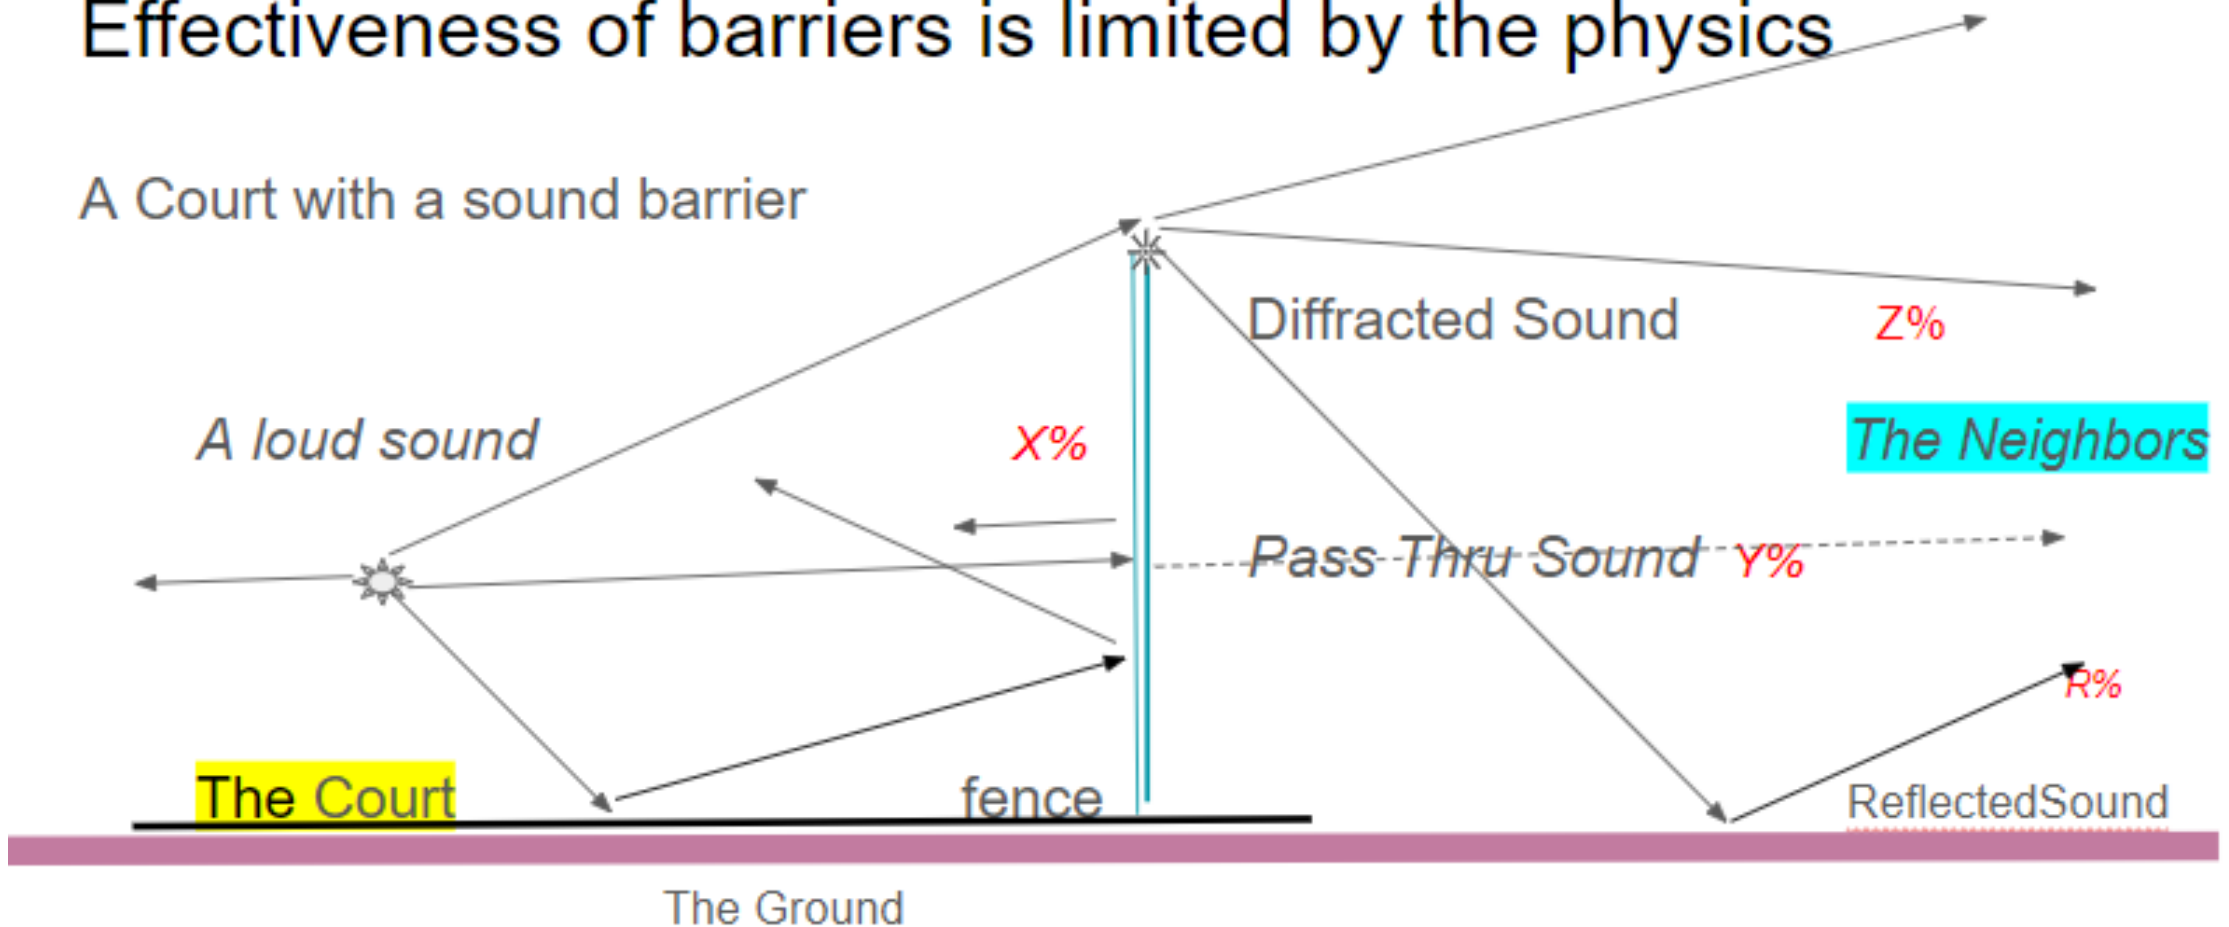 Effectiveness of barriers is limited by the physics
A Court with a sound barrier
Diffracted Sound
Z%
A loud sound
X%
The Neighbors
Pass Thru Sound Y%
R%
The Court
fence
ReflectedSound
The Ground